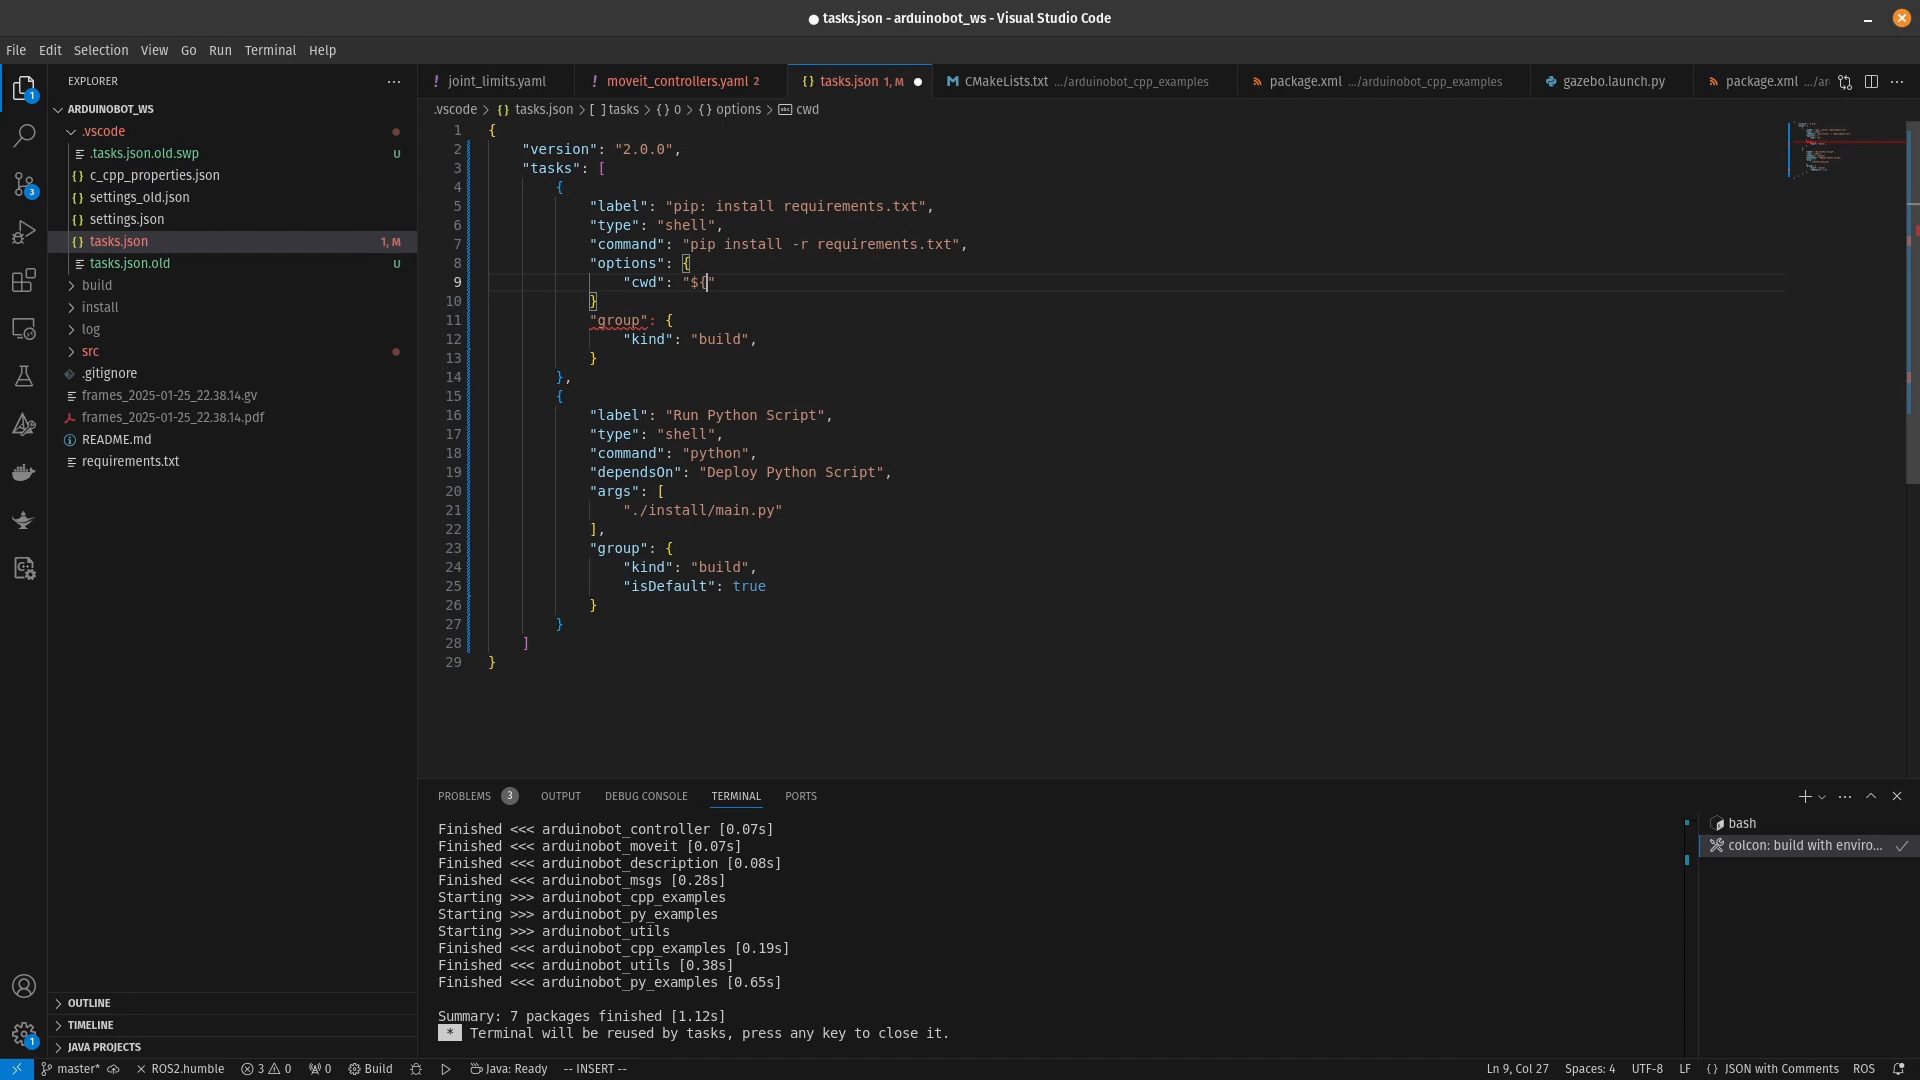 tasks.json - arduinobot_ws - Visual Studio Code
File Edit Selection View Go Run Terminal Help
EXPLORER
ARDUINOBOT_WS
.vscode
.tasks.json.old.swp U
c_cpp_properties.json
settings_old.json
settings.json
tasks.json 1, M
tasks.json.old U
build
install
log
src
.gitignore
frames_2025-01-25_22.38.14.gv
frames_2025-01-25_22.38.14.pdf
README.md
requirements.txt
OUTLINE
TIMELINE
JAVA PROJECTS
1
3
1
! joint_limits.yaml ! moveit_controllers.yaml 2 {} tasks.json 1, M CMakeLists.txt .../arduinobot_cpp_examples package.xml .../arduinobot_cpp_examples gazebo.launch.py package.xml .../ar
.vscode > {} tasks.json > [ ] tasks > {} 0 > {} options > abc cwd
1 {
2 "version": "2.0.0",
3 "tasks": [
4 {
5 "label": "pip: install requirements.txt",
6 "type": "shell",
7 "command": "pip install -r requirements.txt",
8 "options": {
9 "cwd": "${"
10 }
11 "group": {
12 "kind": "build",
13 }
14 },
15 {
16 "label": "Run Python Script",
17 "type": "shell",
18 "command": "python",
19 "dependsOn": "Deploy Python Script",
20 "args": [
21 "./install/main.py"
22 ],
23 "group": {
24 "kind": "build",
25 "isDefault": true
26 }
27 }
28 ]
29 }
PROBLEMS 3 OUTPUT DEBUG CONSOLE TERMINAL PORTS
Finished <<< arduinobot_controller [0.07s]
Finished <<< arduinobot_moveit [0.07s]
Finished <<< arduinobot_description [0.08s]
Finished <<< arduinobot_msgs [0.28s]
Starting >>> arduinobot_cpp_examples
Starting >>> arduinobot_py_examples
Starting >>> arduinobot_utils
Finished <<< arduinobot_cpp_examples [0.19s]
Finished <<< arduinobot_utils [0.38s]
Finished <<< arduinobot_py_examples [0.65s]
Summary: 7 packages finished [1.12s]
* Terminal will be reused by tasks, press any key to close it.
bash
colcon: build with enviro...
master* ROS2.humble 3 0 0 Build Java: Ready -- INSERT -- Ln 9, Col 27 Spaces: 4 UTF-8 LF {} JSON with Comments ROS